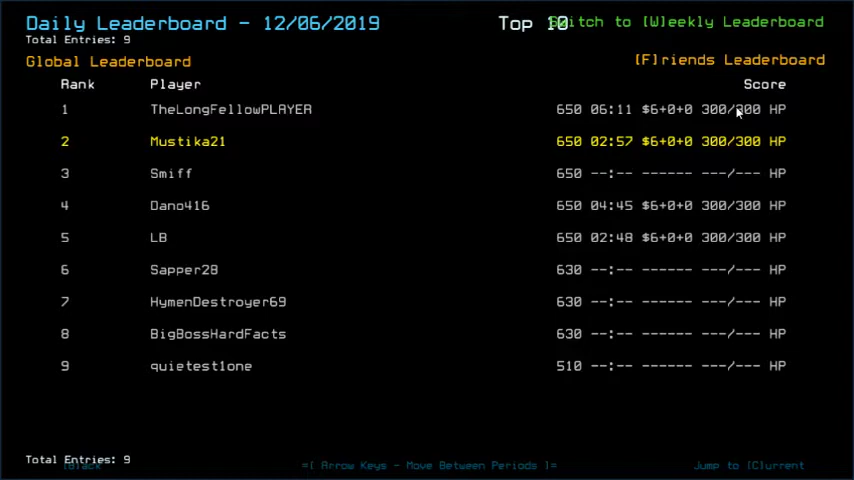 Daily Leaderboard - 12/06/2019 Top 10 Switch to [W]eekly Leaderboard
Total Entries: 9
Global Leaderboard [F]riends Leaderboard
Rank Player Score
1 TheLongFellowPLAYER 650 06:11 $6+0+0 300/300 HP
2 Mustika21 650 02:57 $6+0+0 300/300 HP
3 Smiff 650 --:-- ------ ---/--- HP
4 Dano416 650 04:45 $6+0+0 300/300 HP
5 LB 650 02:48 $6+0+0 300/300 HP
6 Sapper28 630 --:-- ------ ---/--- HP
7 HymenDestroyer69 630 --:-- ------ ---/--- HP
8 BigBossHardFacts 630 --:-- ------ ---/--- HP
9 quietest1one 510 --:-- ------ ---/--- HP
Total Entries: 9
[B]ack =[ Arrow Keys - Move Between Periods ]= Jump to [C]urrent